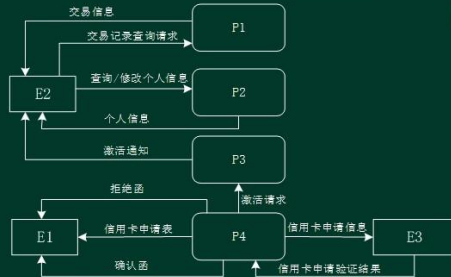 交易信息
P1
交易记录查询请求
E2
查询/修改个人信息
P2
个人信息
激活通知
P3
拒绝函
激活请求
E1
信用卡申请表
P4
信用卡申请信息
E3
确认函
信用卡申请验证结果